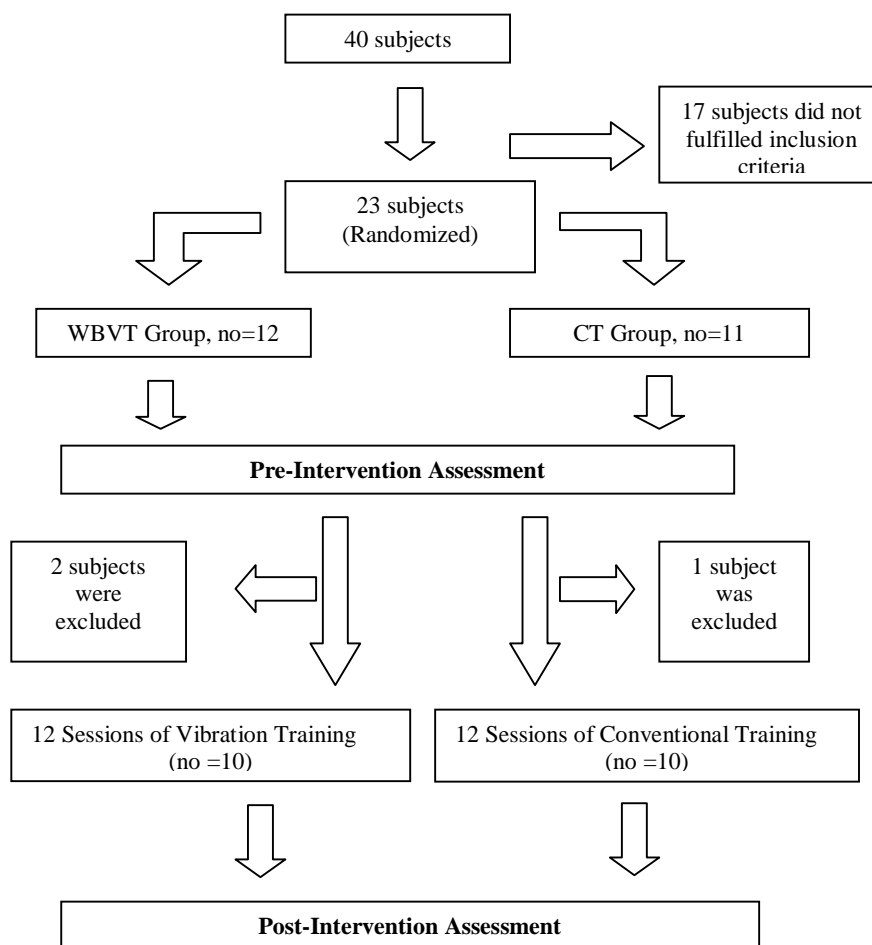 40 subjects
17 subjects did not
fulfilled inclusion
criteria
23 subjects
(Randomized)
WBVT Group, no=12
CT Group, no=11
Pre-Intervention Assessment
2 subjects
were
excluded
1 subject
was
excluded
12 Sessions of Vibration Training
(no =10)
12 Sessions of Conventional Training
(no =10)
Post-Intervention Assessment